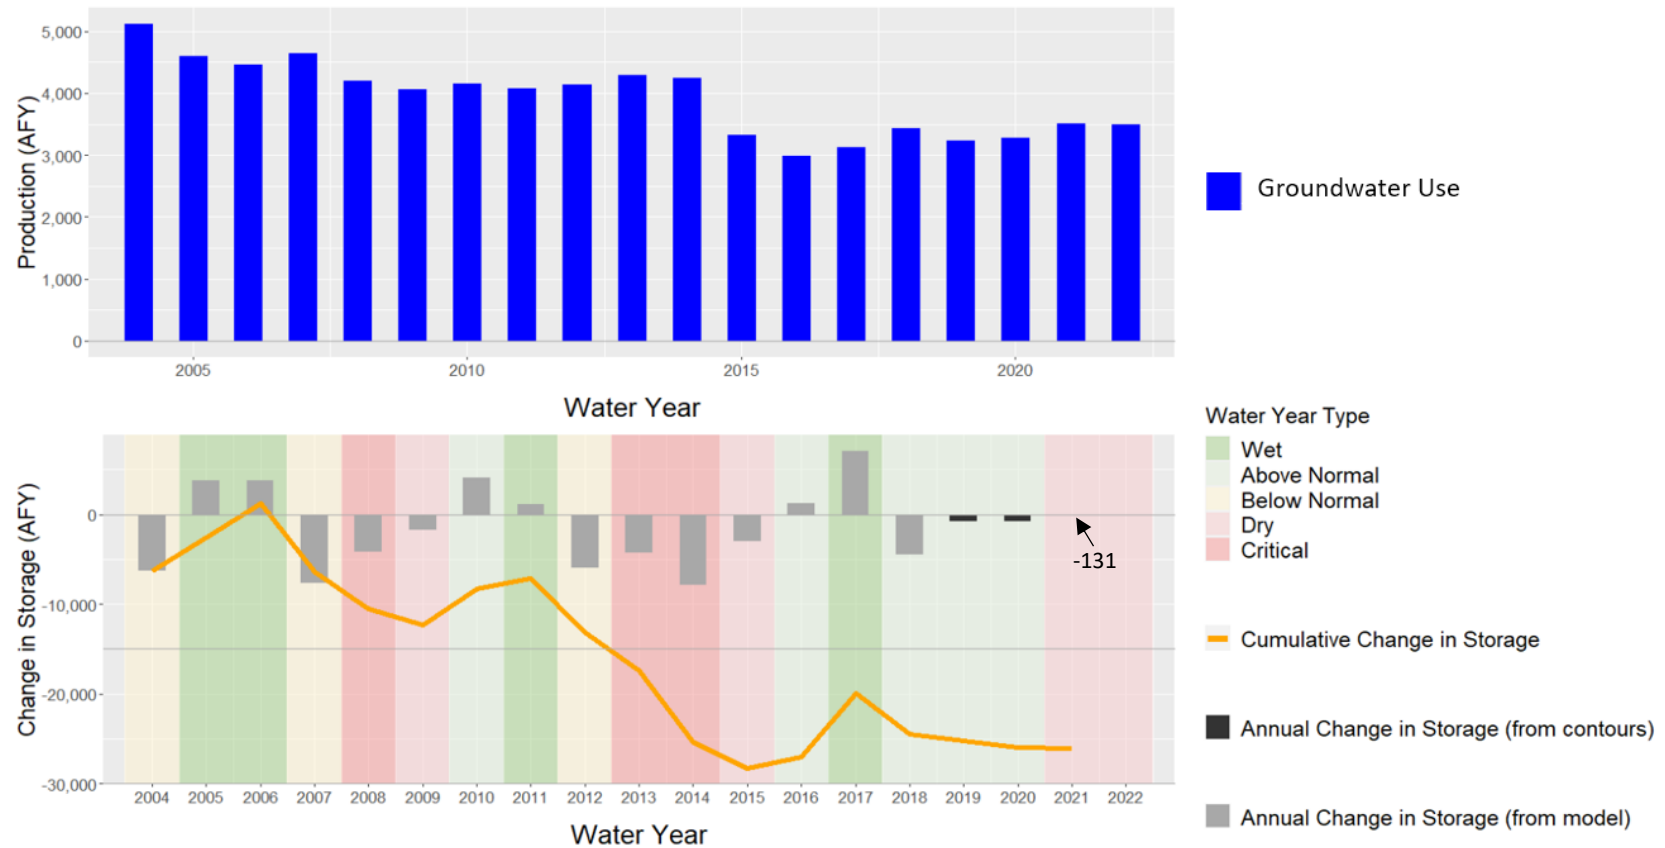 5,000
4,000
3,000
2,000
1,000
0
Production (AFY)
2005 2010 2015 2020
Water Year
Groundwater Use
0
-10,000
-20,000
-30,000
Change in Storage (AFY)
-131
2004 2005 2006 2007 2008 2009 2010 2011 2012 2013 2014 2015 2016 2017 2018 2019 2020 2021 2022
Water Year
Water Year Type
Wet
Above Normal
Below Normal
Dry
Critical
Cumulative Change in Storage
Annual Change in Storage (from contours)
Annual Change in Storage (from model)